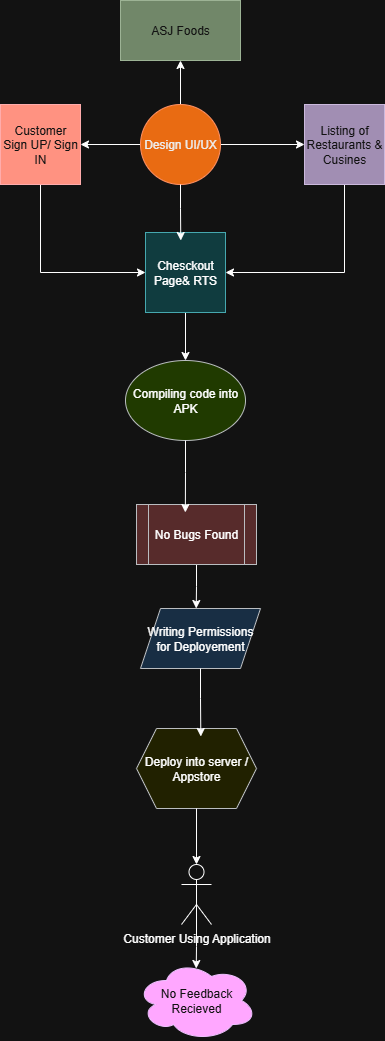 ASJ Foods
Customer
Sign UP/ Sign
IN
Design UI/UX
Listing of
Restaurants &
Cusines
Chesckout
Page& RTS
Compiling code into
APK
No Bugs Found
Writing Permissions
for Deployement
Deploy into server /
Appstore
Customer Using Application
No Feedback
Recieved